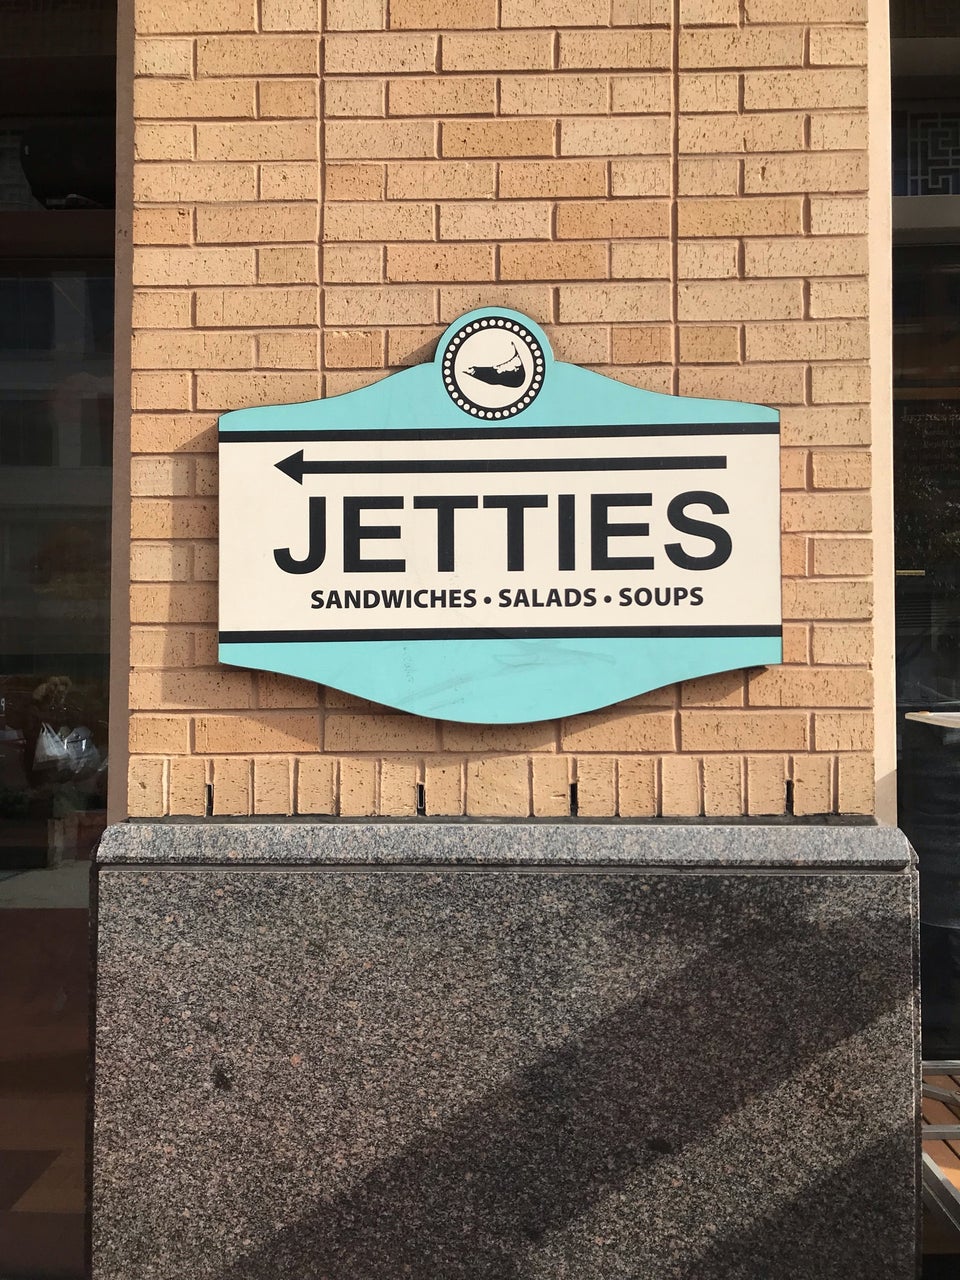 JETTIES
SANDWICHES • SALADS • SOUPS